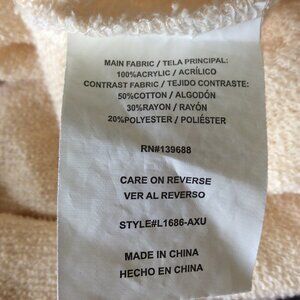 MAIN FABRIC / TELA PRINCIPAL:
100%ACRYLIC / ACRÍLICO
CONTRAST FABRIC / TEJIDO CONTRASTE:
50%COTTON / ALGODÓN
30%RAYON / RAYÓN
20%POLYESTER / POLIÉSTER
RN#139688
CARE ON REVERSE
VER AL REVERSO
STYLE#L1686-AXU
MADE IN CHINA
HECHO EN CHINA